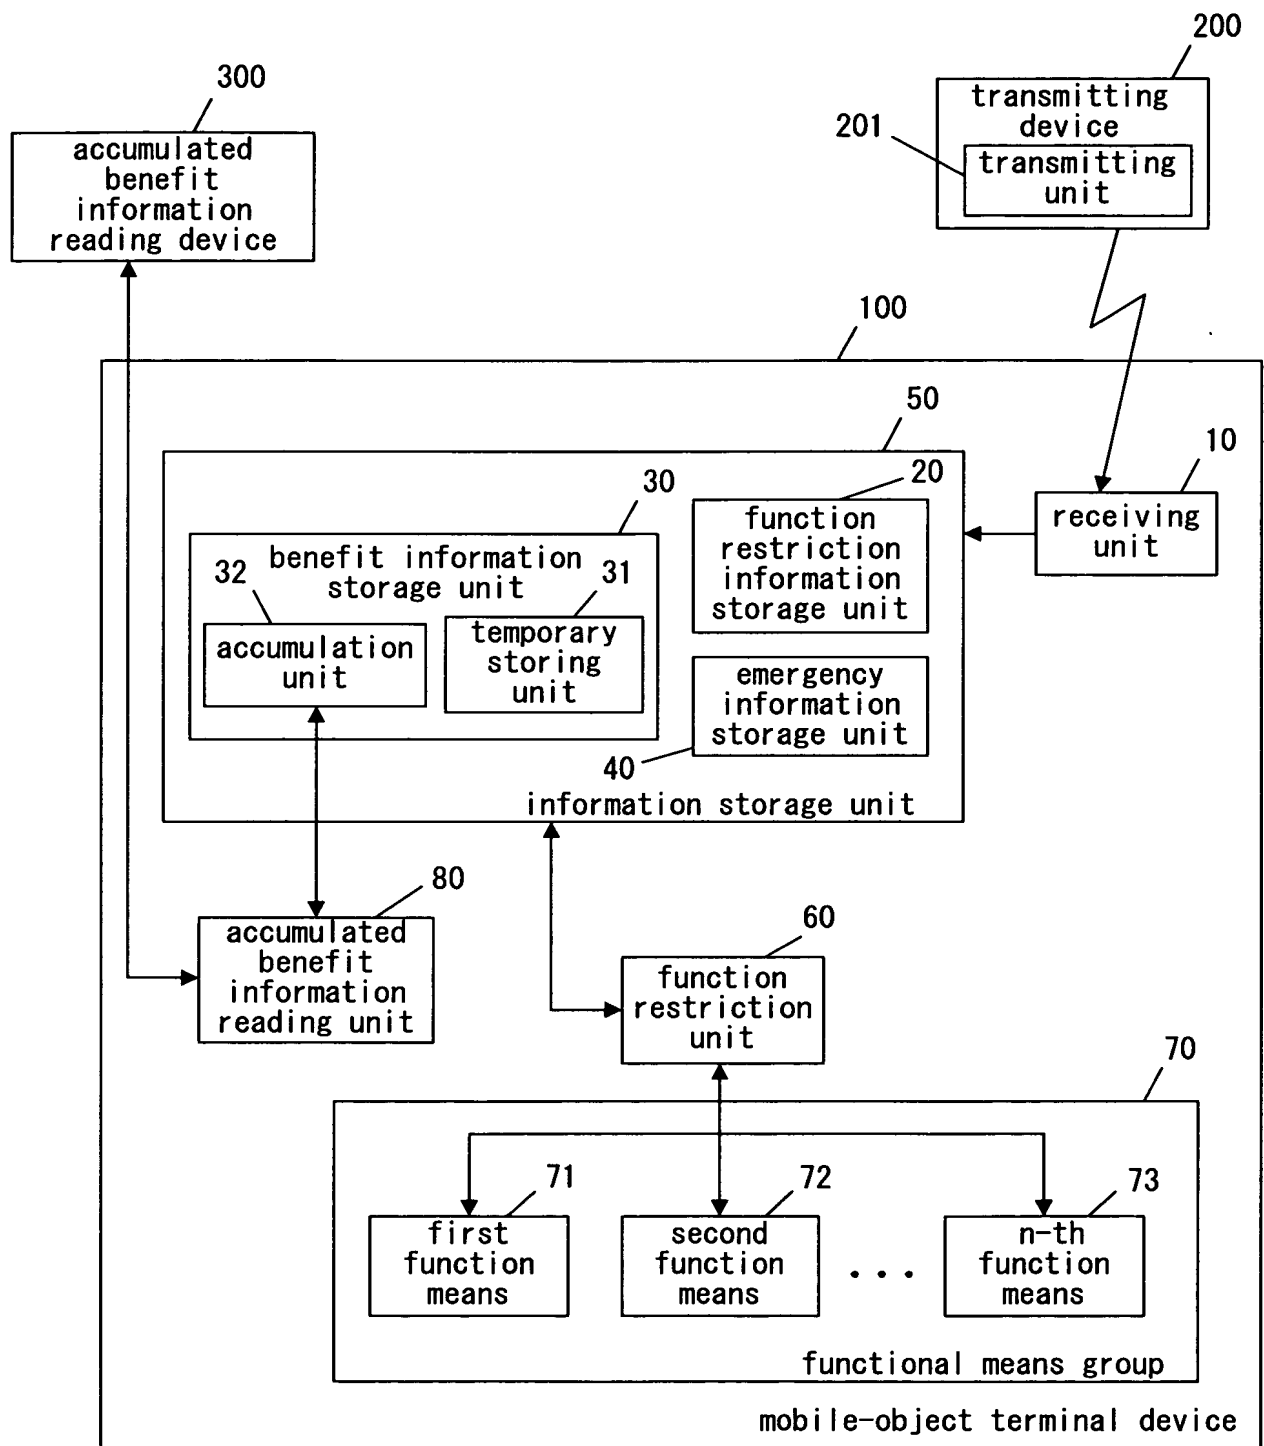 200
300
transmitting
device
201
transmitting
unit
accumulated
benefit
information
reading device
100
50
10
20
30
function
restriction
information
storage unit
receiving
unit
benefit information
storage unit
32
31
accumulation
unit
temporary
storing
unit
emergency
information
storage unit
40
information storage unit
80
60
accumulated
benefit
information
reading unit
function
restriction
unit
70
71
72
73
first
function
means
second
function
means
...
n-th
function
means
functional means group
mobile-object terminal device